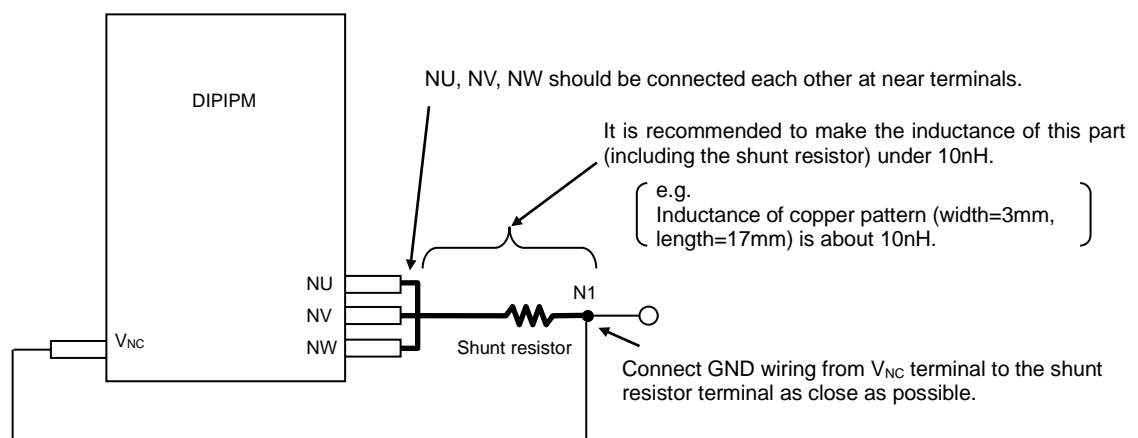 NU, NV, NW should be connected each other at near terminals.
DIPIPM
It is recommended to make the inductance of this part
(including the shunt resistor) under 10nH.
e.g.
Inductance of copper pattern (width=3mm,
length=17mm) is about 10nH.
NU
N1
NV
VNC
NW
Shunt resistor
Connect GND wiring from VNC terminal to the shunt
resistor terminal as close as possible.